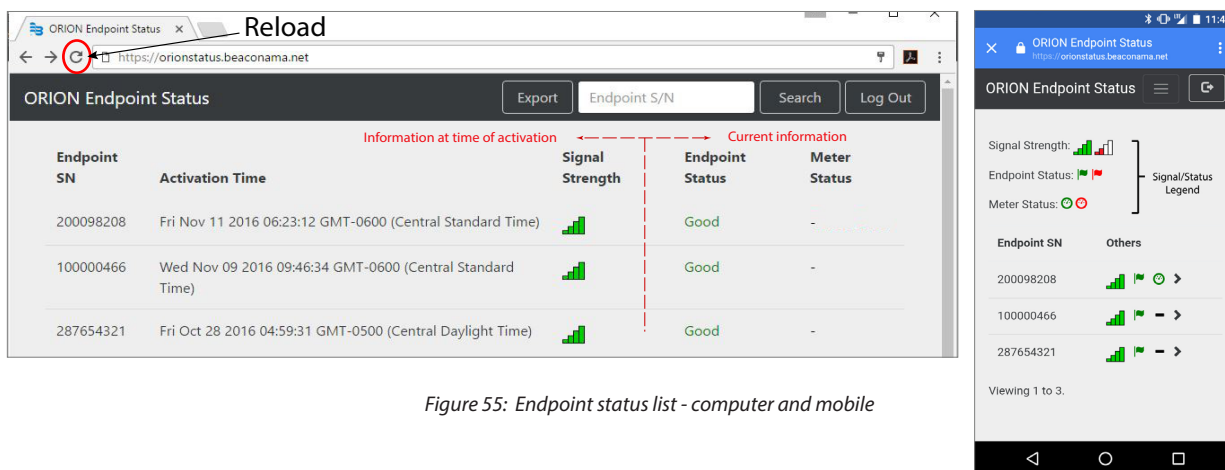 ORION Endpoint Status
Reload
https://orionstatus.beaconama.net
ORION Endpoint Status Export Endpoint S/N Search Log Out
Information at time of activation Current information
Endpoint SN Activation Time Signal Strength Endpoint Status Meter Status
200098208 Fri Nov 11 2016 06:23:12 GMT-0600 (Central Standard Time) Good -
100000466 Wed Nov 09 2016 09:46:34 GMT-0600 (Central Standard
Time) Good -
287654321 Fri Oct 28 2016 04:59:31 GMT-0500 (Central Daylight Time) Good -
Figure 55: Endpoint status list - computer and mobile
11:4
ORION Endpoint Status
https://orionstatus.beaconama.net
ORION Endpoint Status
Signal Strength:
Endpoint Status:
Meter Status:
Signal/Status
Legend
Endpoint SN Others
200098208
100000466 -
287654321 -
Viewing 1 to 3.